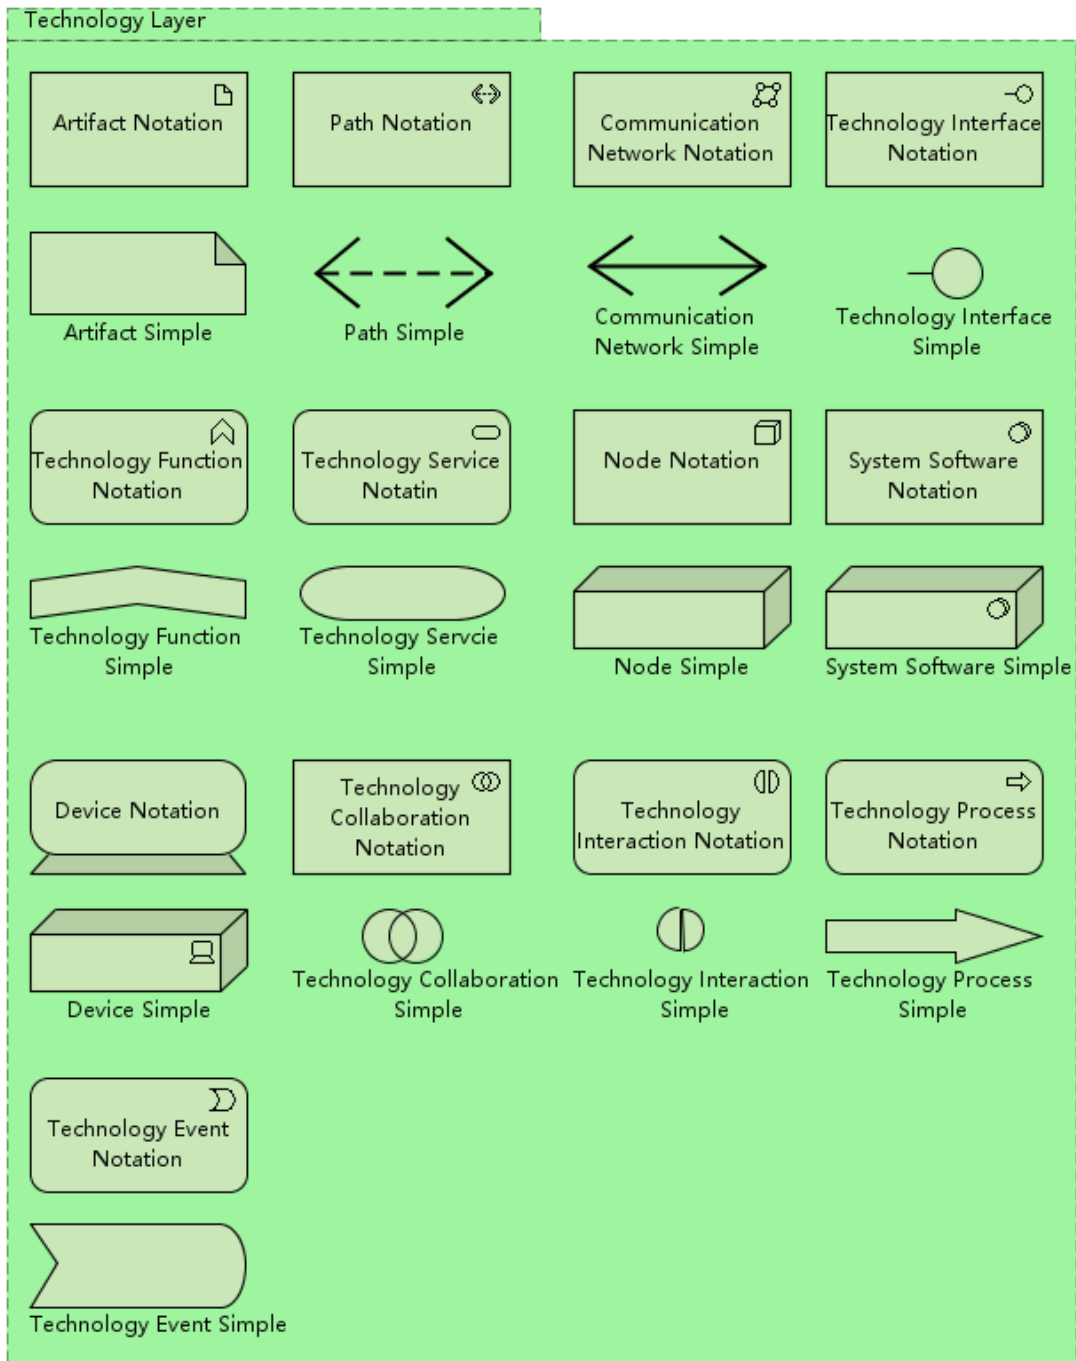 Technology Layer
Artifact Notation
Path Notation
Communication
Network Notation
Technology Interface
Notation
Artifact Simple
Path Simple
Communication
Network Simple
Technology Interface
Simple
Technology Function
Notation
Technology Service
Notatin
Node Notation
System Software
Notation
Technology Function
Simple
Technology Servcie
Simple
Node Simple
System Software Simple
Device Notation
Technology
Collaboration
Notation
Technology
Interaction Notation
Technology Process
Notation
Device Simple
Technology Collaboration
Simple
Technology Interaction
Simple
Technology Process
Simple
Technology Event
Notation
Technology Event Simple